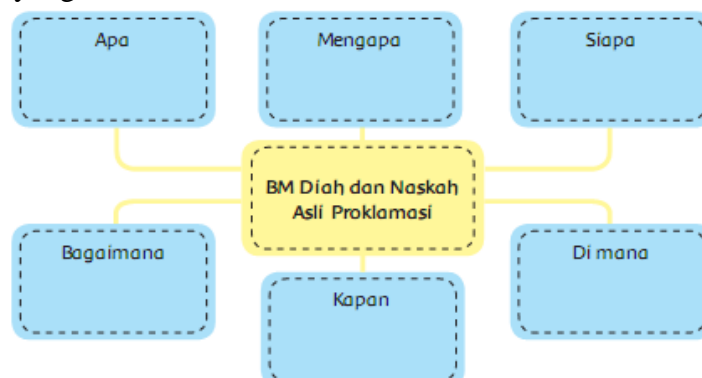 Apa
Mengapa
Siapa
BM Diah dan Naskah
Asli Proklamasi
Bagaimana
Di mana
Kapan